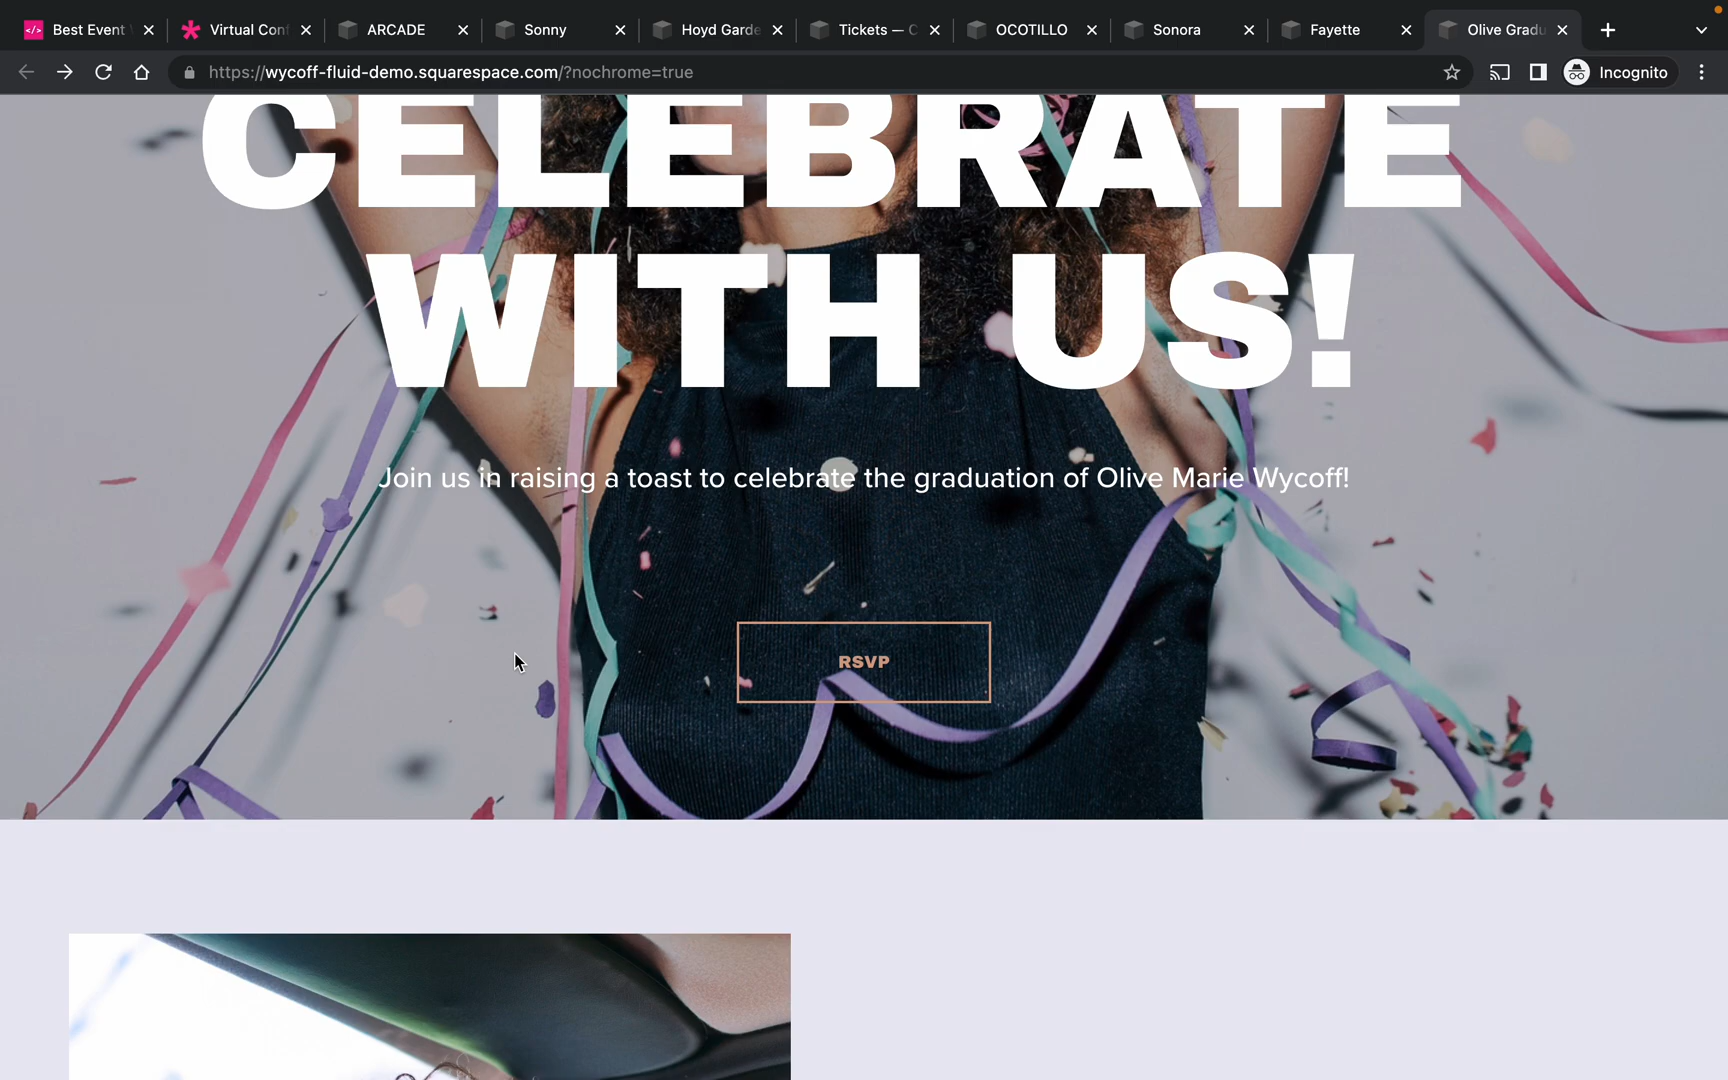 Best Event
Virtual Conf
ARCADE
Sonny
Hoyd Garde
Tickets — C
OCOTILLO
Sonora
Fayette
Olive Gradu
https://wycoff-fluid-demo.squarespace.com/?nochrome=true
Incognito
CELEBRATE
WITH US!
Join us in raising a toast to celebrate the graduation of Olive Marie Wycoff!
RSVP